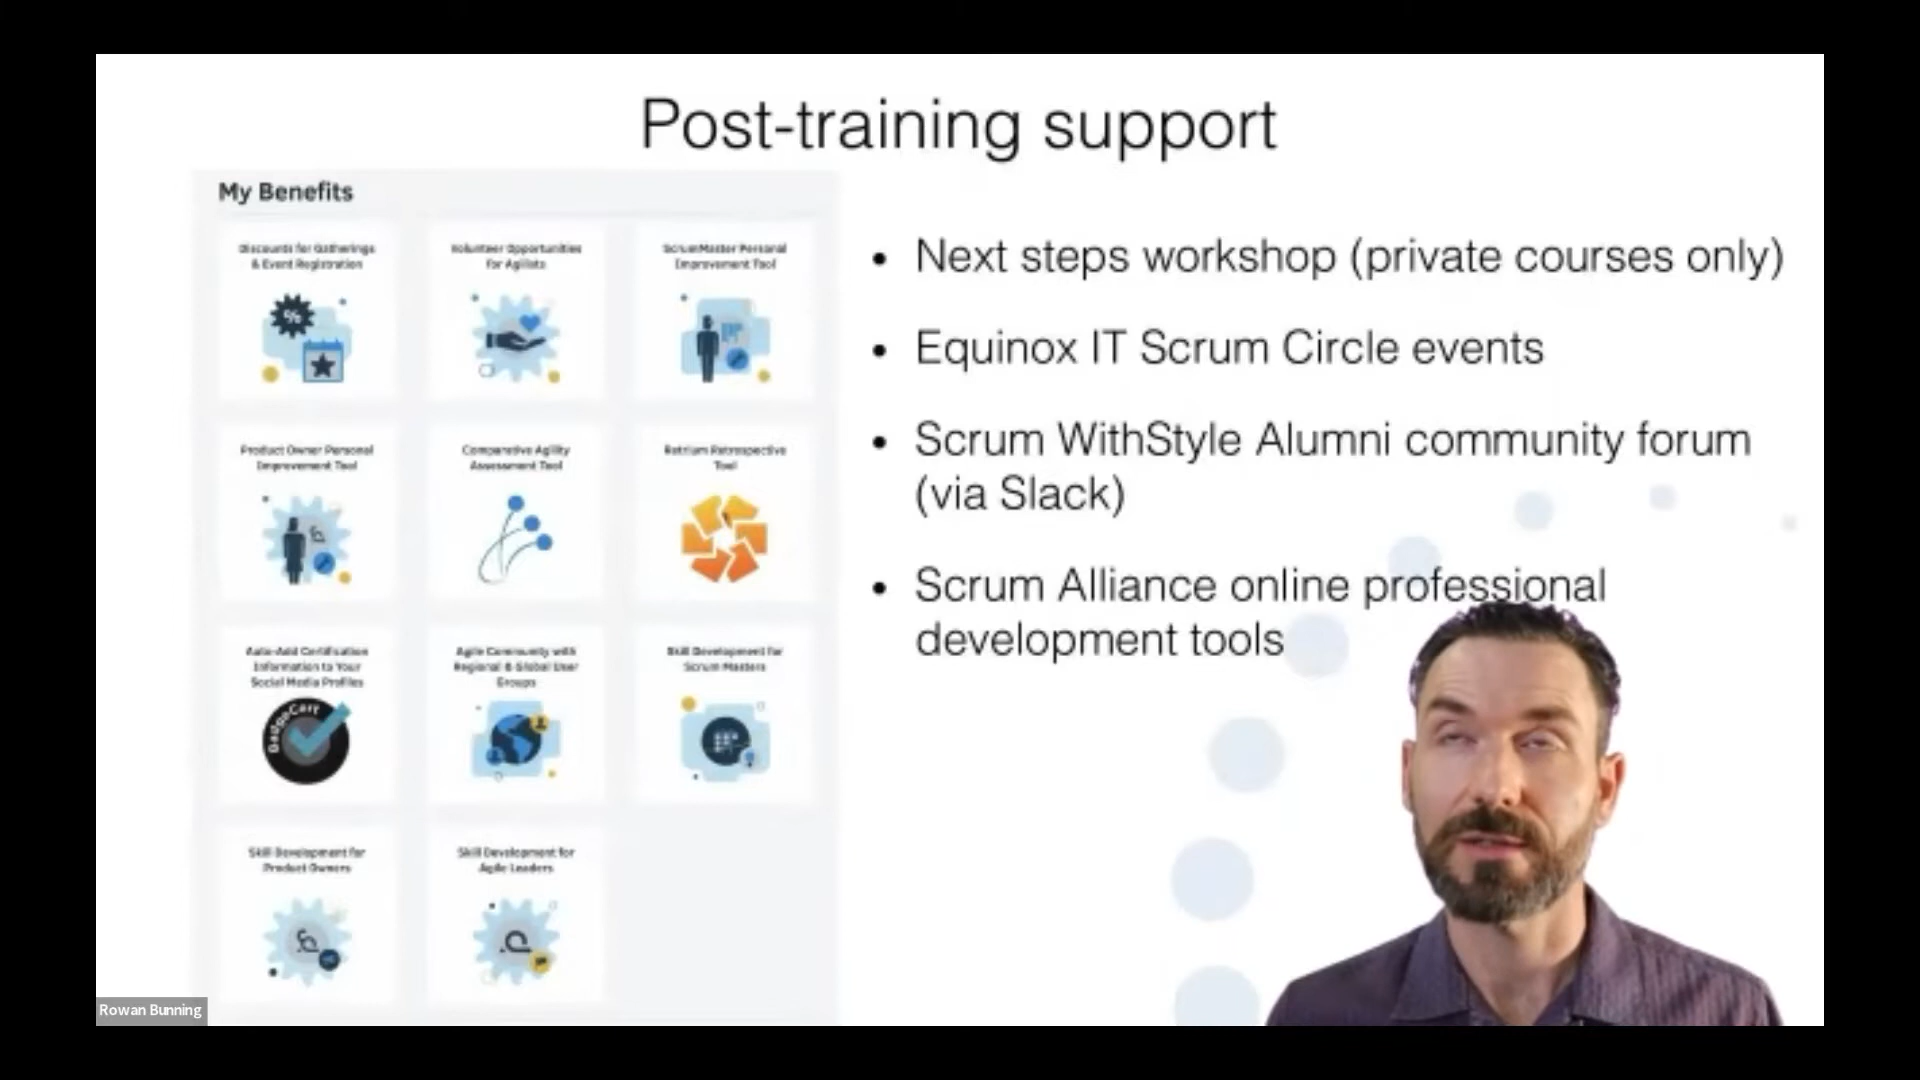 Post-training support
My Benefits
Discounts for Gatherings
& Event Registration
Volunteer Opportunities
for Agilists
ScrumMaster Personal
Improvement Tool
Product Owner Personal
Improvement Tool
Comparative Agility
Assessment Tool
Retrium Retrospective
Tool
Auto-Add Certification
Information to Your
Social Media Profiles
BadgeCert
Agile Community with
Regional & Global User
Groups
Skill Development for
Scrum Masters
Skill Development for
Product Owners
Skill Development for
Agile Leaders
• Next steps workshop (private courses only)
• Equinox IT Scrum Circle events
• Scrum WithStyle Alumni community forum
(via Slack)
• Scrum Alliance online professional
development tools
Rowan Bunning